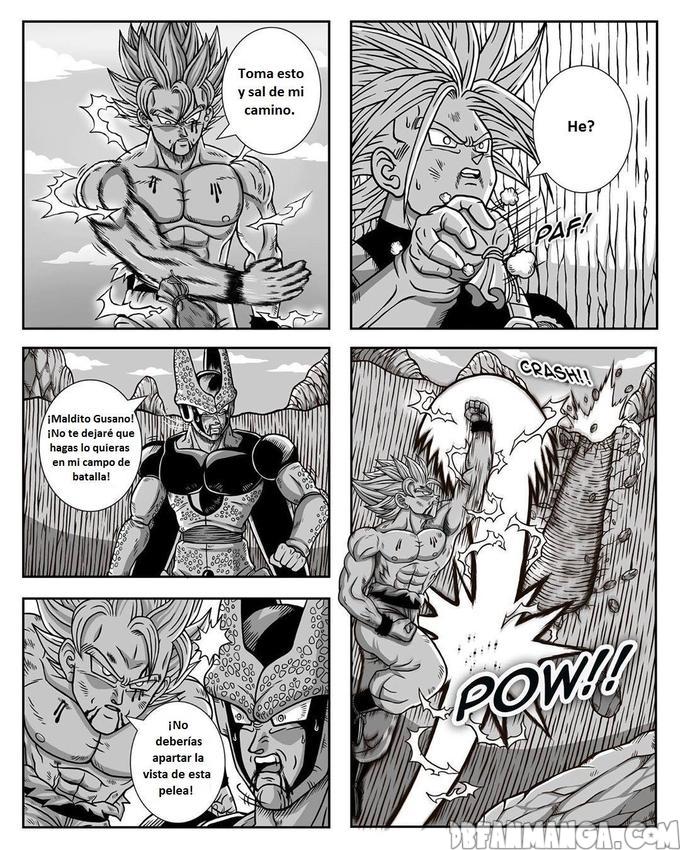 Toma esto
y sal de mi
camino.
He?
PAF!
¡Maldito Gusano!
¡No te dejaré que
hagas lo quieras
en mi campo de
batalla!
CRASH!!
POW!!
¡No
deberías
apartar la
vista de esta
pelea!
DBFANMANGA.COM